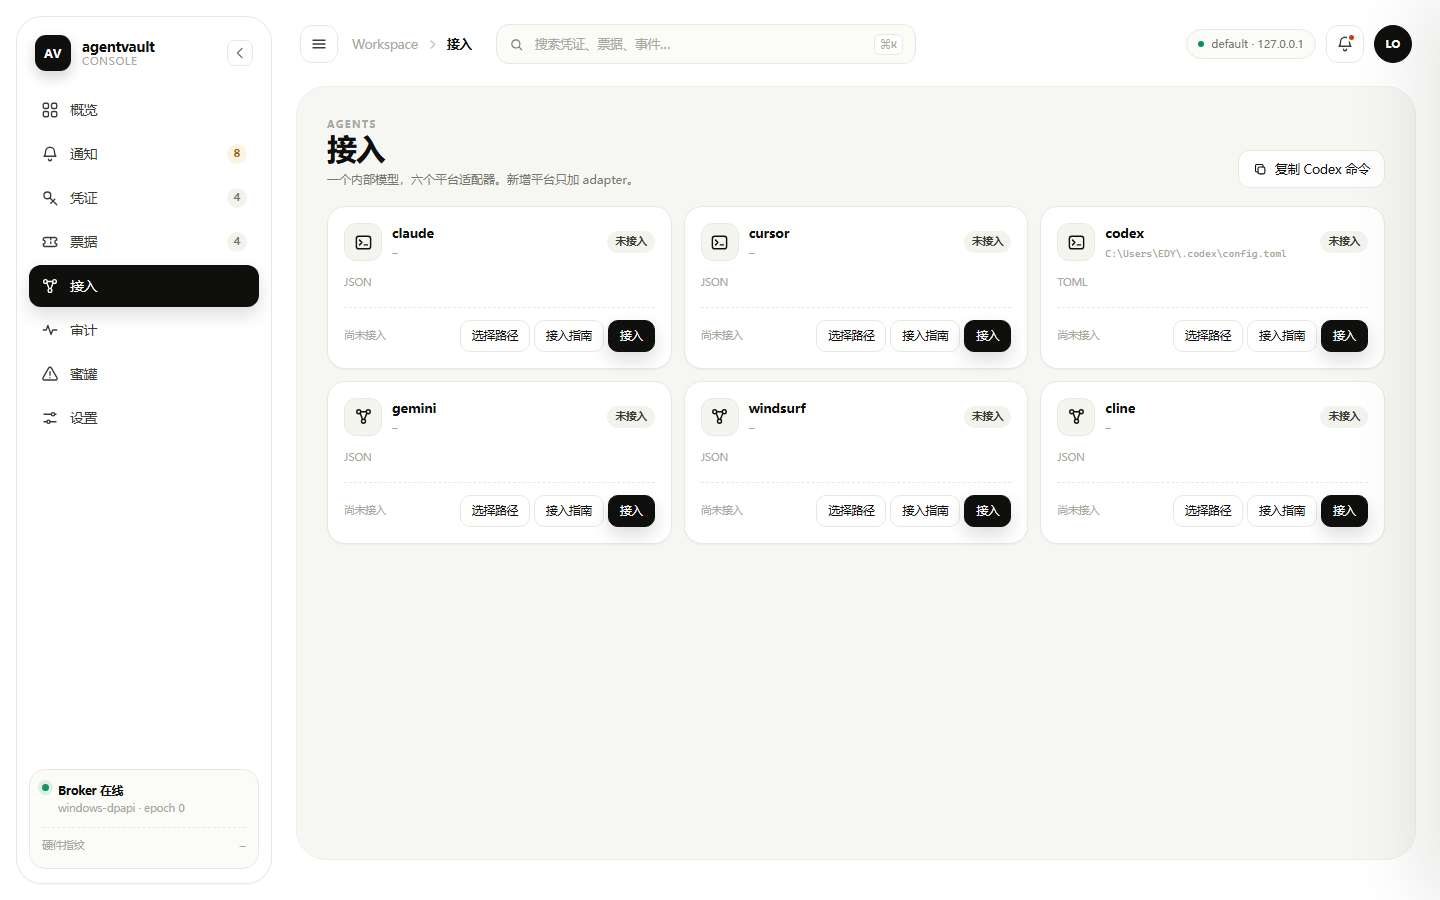 AV
agentvault
CONSOLE
概览
通知
8
凭证
4
票据
4
接入
审计
蜜罐
设置
Broker 在线
windows-dpapi · epoch 0
硬件指纹
–
Workspace
接入
搜索凭证、票据、事件...
⌘K
default · 127.0.0.1
LO
AGENTS
接入
一个内部模型，六个平台适配器。新增平台只加 adapter。
复制 Codex 命令
claude
–
未接入
JSON
尚未接入
选择路径
接入指南
接入
cursor
–
未接入
JSON
尚未接入
选择路径
接入指南
接入
codex
C:\Users\EDY\.codex\config.toml
未接入
TOML
尚未接入
选择路径
接入指南
接入
gemini
–
未接入
JSON
尚未接入
选择路径
接入指南
接入
windsurf
–
未接入
JSON
尚未接入
选择路径
接入指南
接入
cline
–
未接入
JSON
尚未接入
选择路径
接入指南
接入